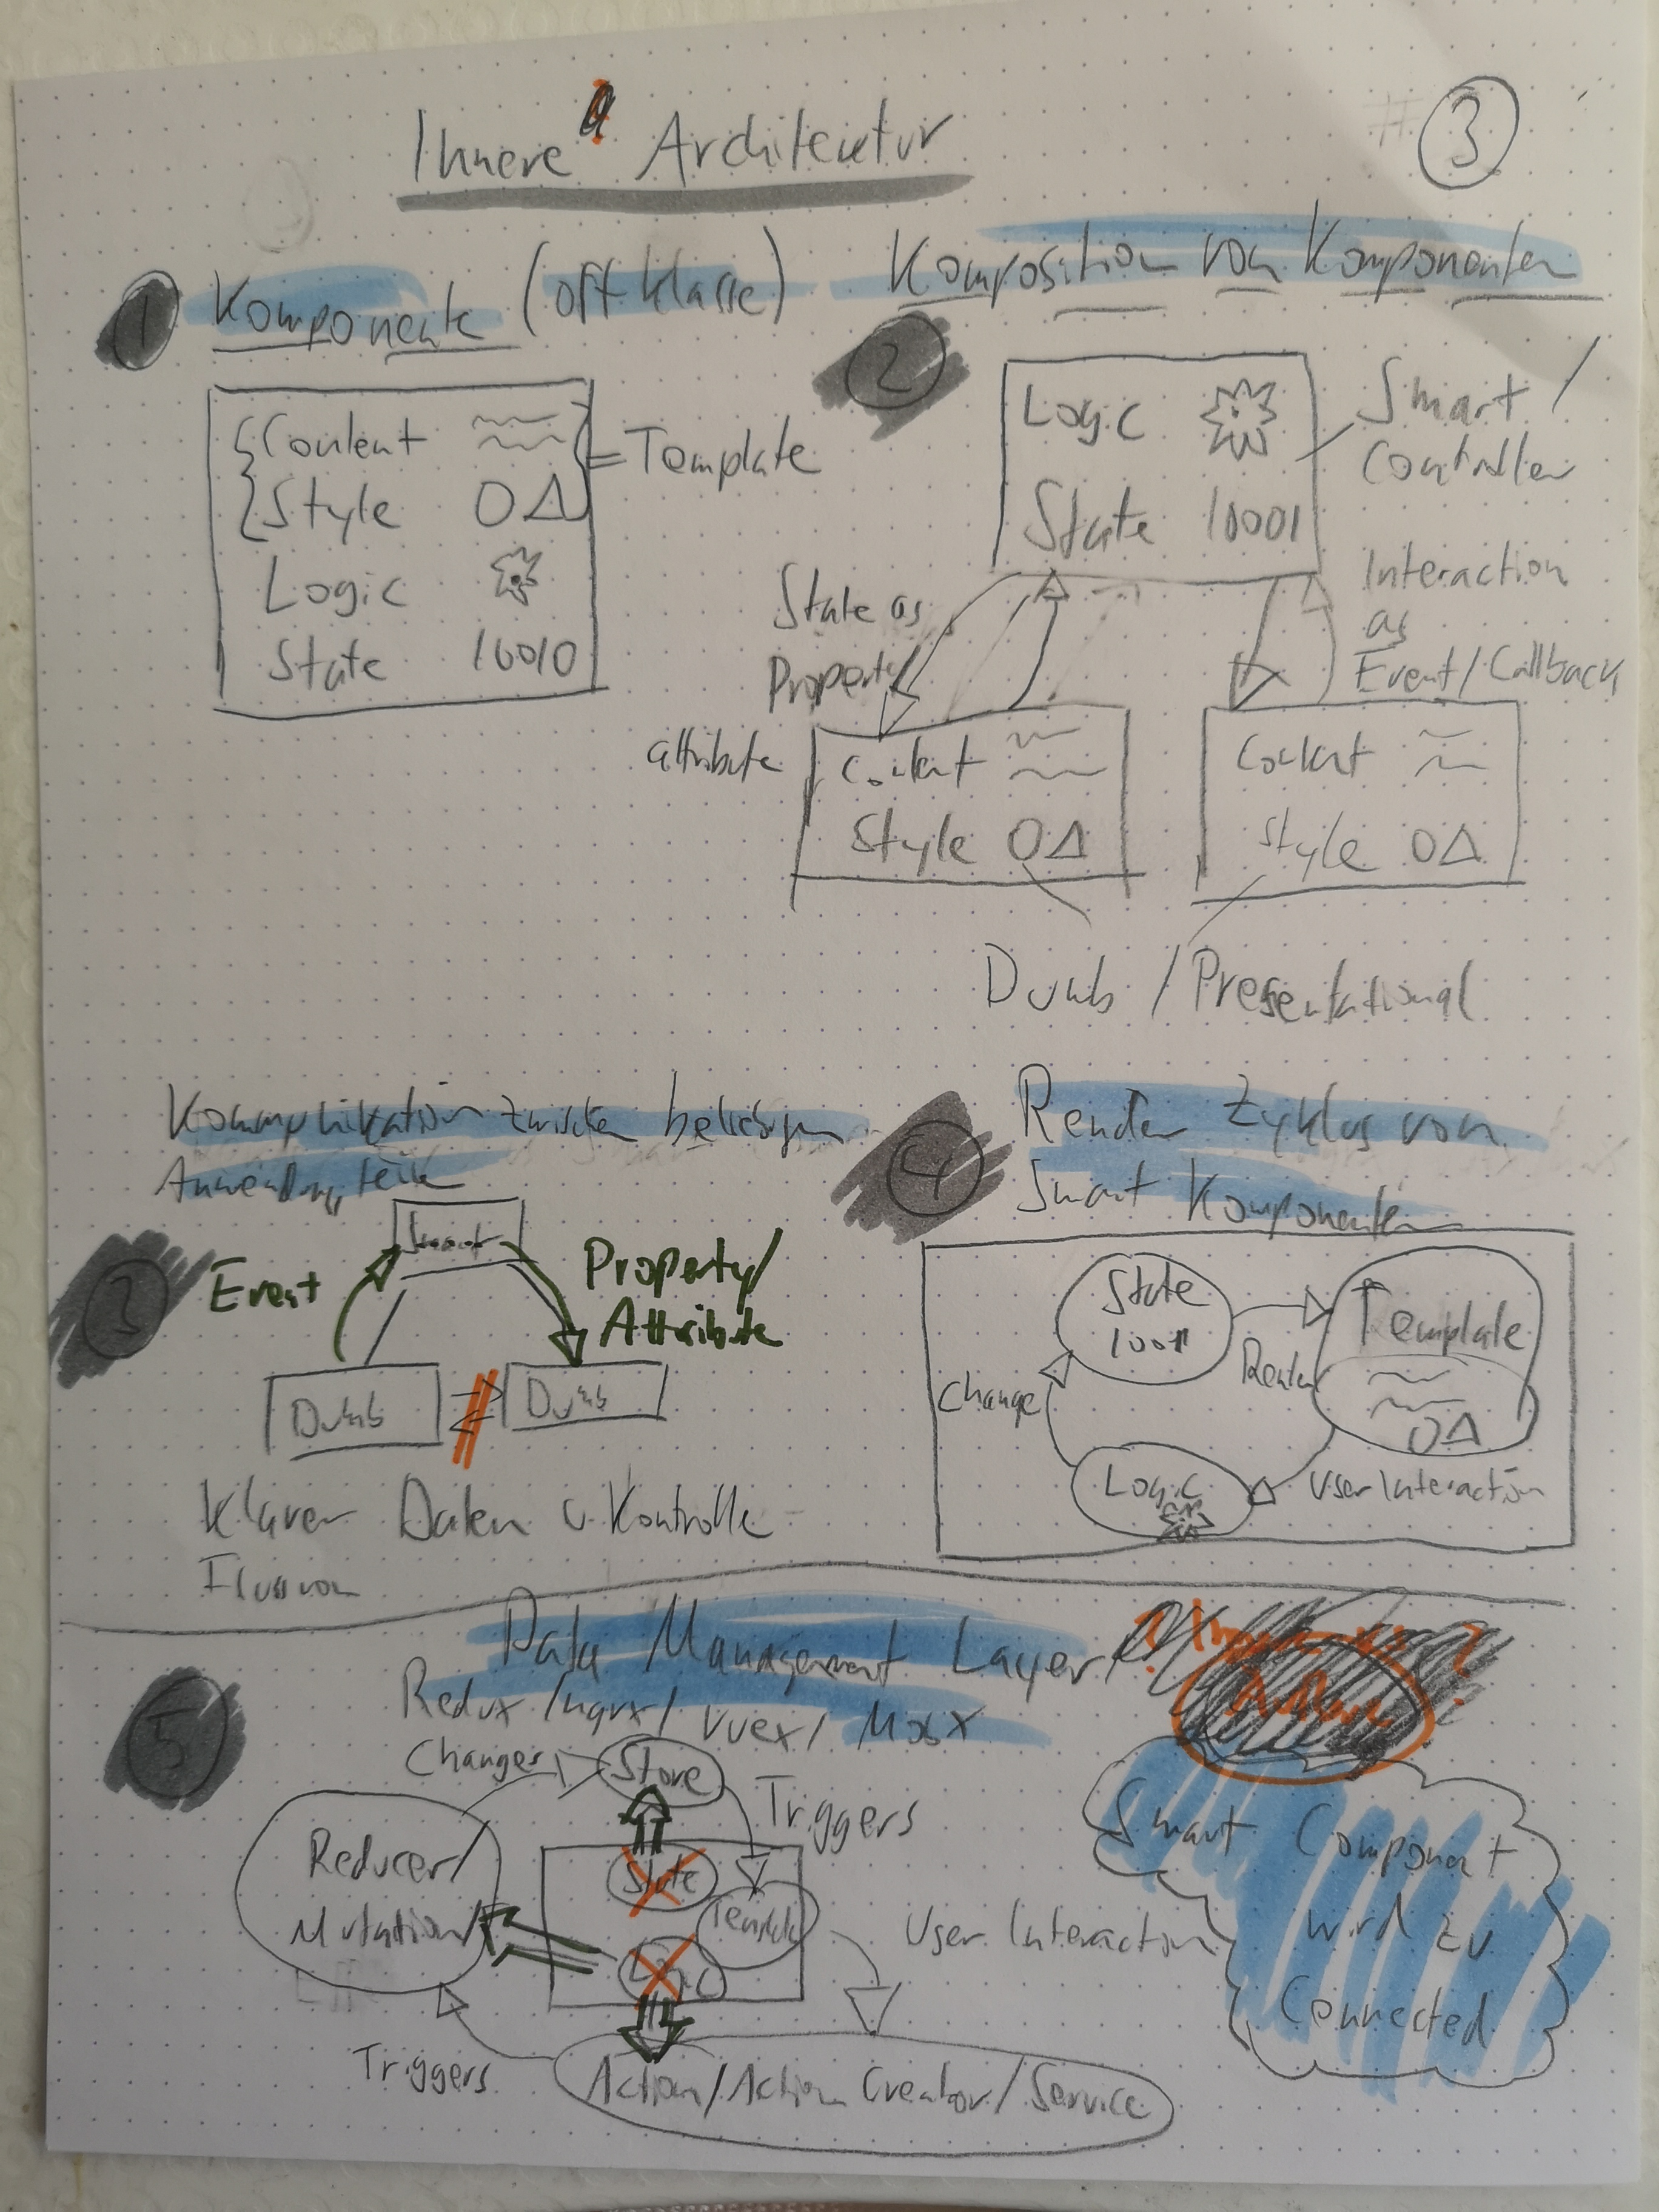 Innere Architektur
3
1 Komponente (oft Klasse)
Content
Style
= Template
Logic
State 10010
Komposition von Komponenten
2
Logic
State 10001
Smart /
Controller
State as
Property
attribute
Interaction
as
Event/Callback
Content
Style
Content
Style
Dumb / Presentational
Kommunikation zwischen beliebigen
Anwendungsteilen
3
Smart
Event
Property/
Attribute
Dumb
Dumb
Klarer Daten u Kontrolle
Fluss von
4
Render Zyklus von
Smart Komponenten
State
Template
Render
Change
Logic
User Interaction
5
Data Management Layer
Redux / ngrx / Vuex / MobX
Changes
Store
Triggers
Reducer/
Mutation
State
Template
Logic
User Interaction
Triggers
Action/Action Creator/Service
Smart Component
wird zu
Connected